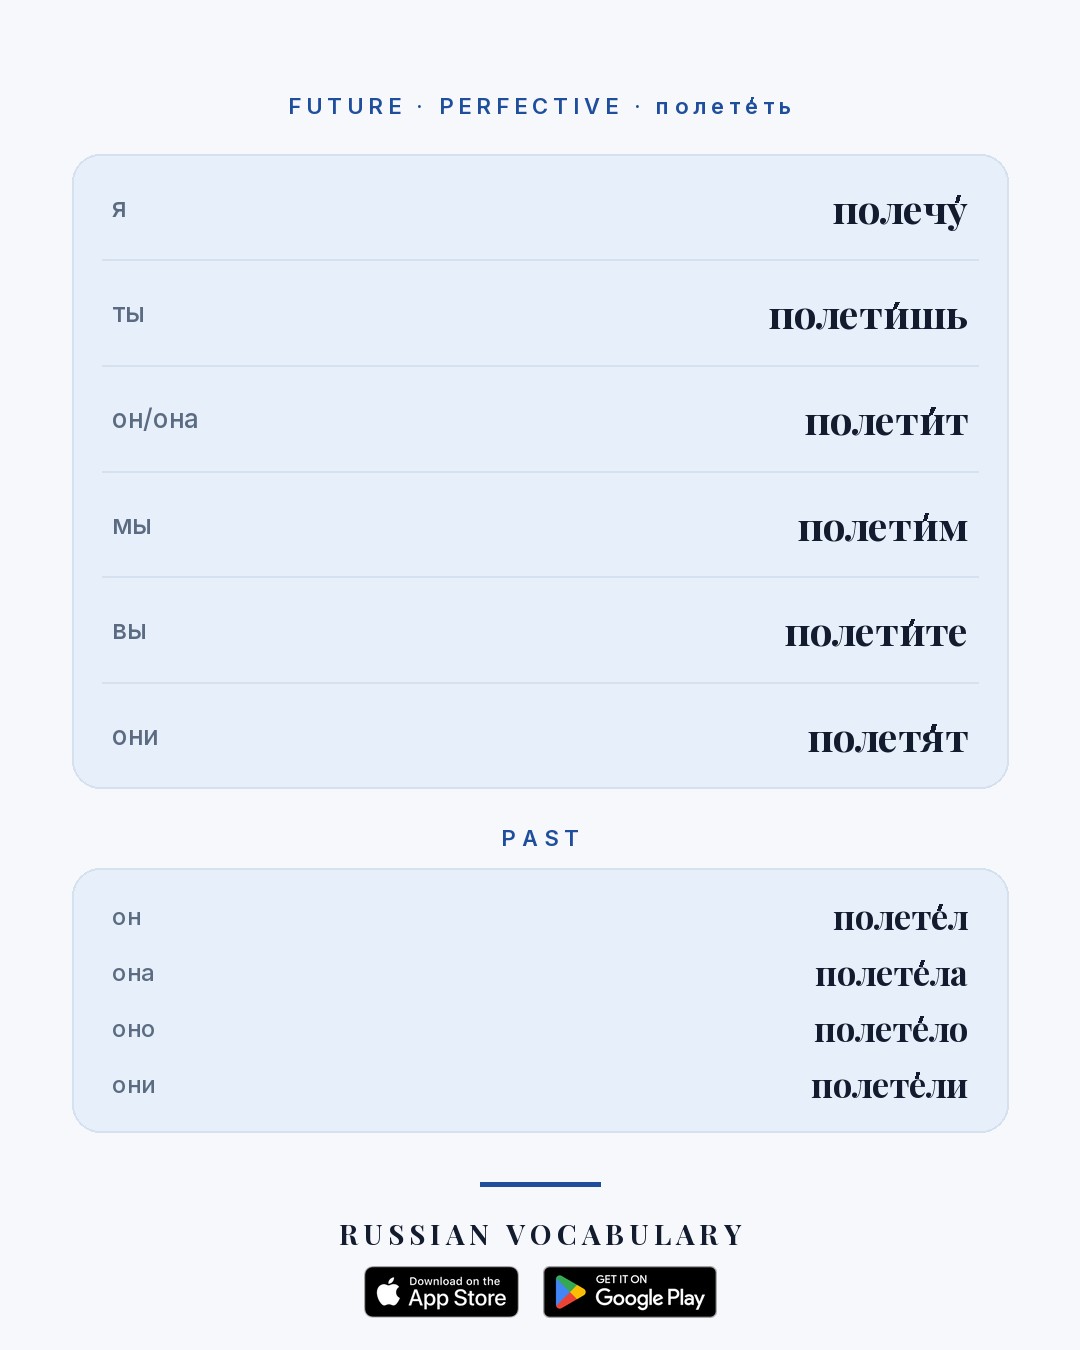 FUTURE · PERFECTIVE · полете́ть
я полечу́
ты полети́шь
он/она полети́т
мы полети́м
вы полети́те
они полетя́т
PAST
он полете́л
она полете́ла
оно полете́ло
они полете́ли
RUSSIAN VOCABULARY
Download on the
App Store
GET IT ON
Google Play